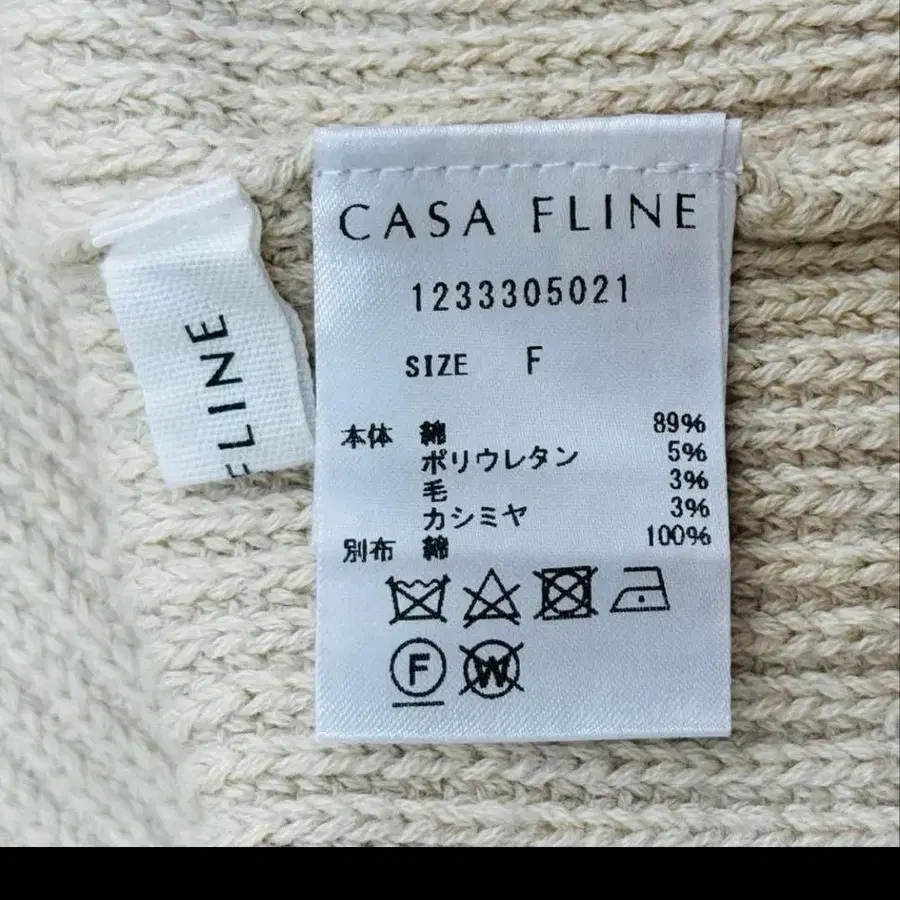 CASA FLINE
1233305021
SIZE F
本体 綿 89%
ポリウレタン 5%
毛 3%
カシミヤ 3%
別布 綿 100%
F
W
FLINE